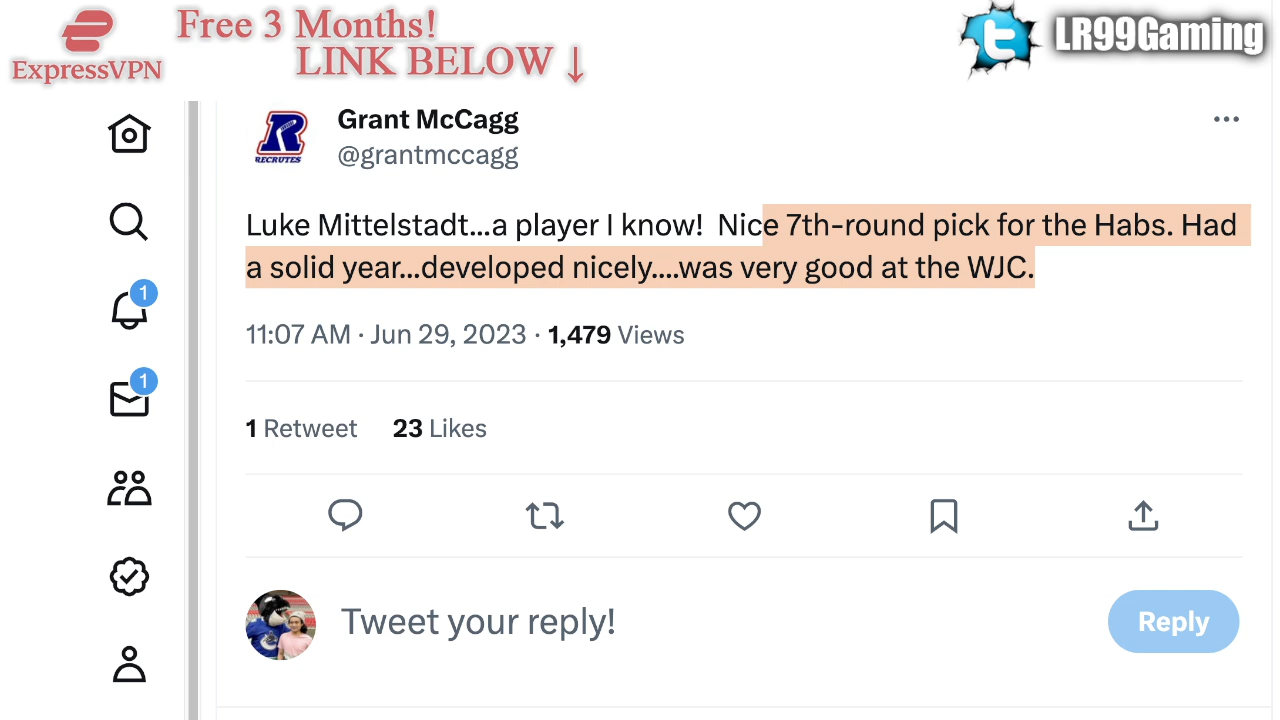 Free 3 Months!
LINK BELOW ↓
ExpressVPN
LR99Gaming
Grant McCagg
RECRUTES
@grantmccagg
Luke Mittelstadt...a player I know!  Nice 7th-round pick for the Habs. Had
a solid year...developed nicely....was very good at the WJC.
1
11:07 AM · Jun 29, 2023 · 1,479 Views
1
1 Retweet 23 Likes
Tweet your reply!
Reply